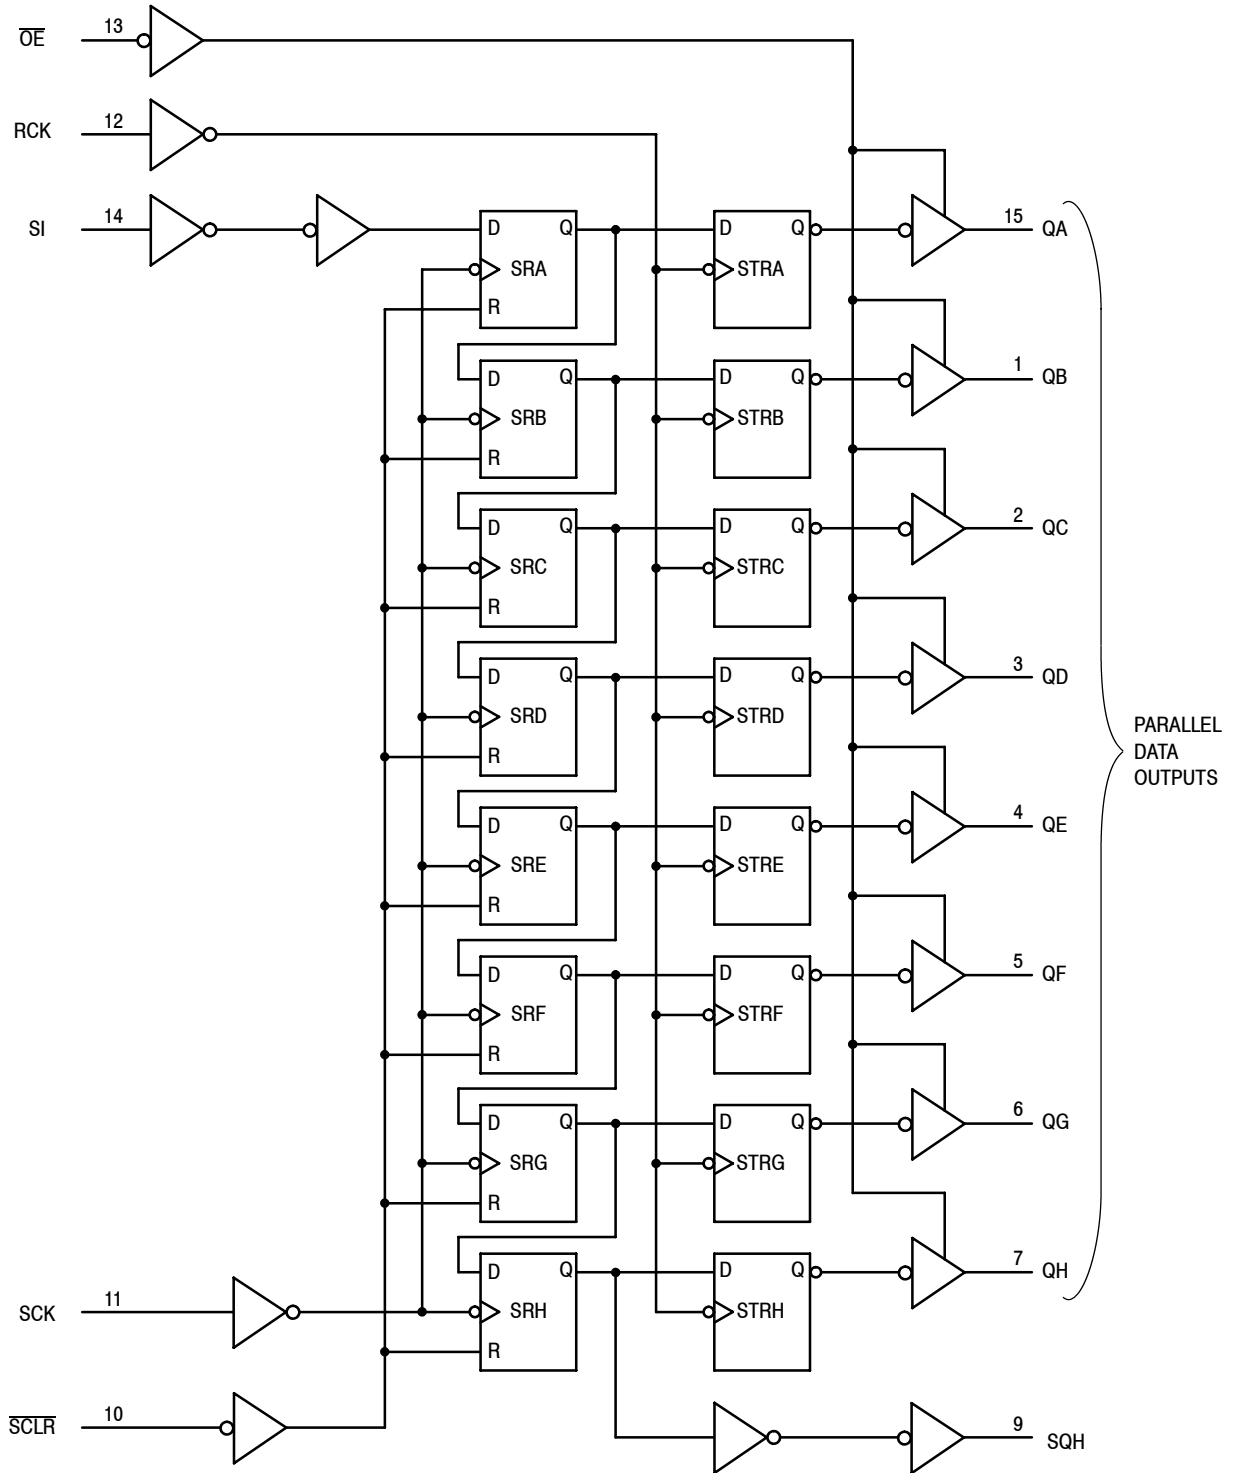 OE 13
RCK 12
SI 14
D Q D Q 15 QA
SRA STRA
R
D Q D Q 1 QB
SRB STRB
R
D Q D Q 2 QC
SRC STRC
R
D Q D Q 3 QD
SRD STRD
R
PARALLEL
DATA
OUTPUTS
D Q D Q 4 QE
SRE STRE
R
D Q D Q 5 QF
SRF STRF
R
D Q D Q 6 QG
SRG STRG
R
D Q D Q 7 QH
SCK 11 SRH STRH
R
SCLR 10
9 SQH